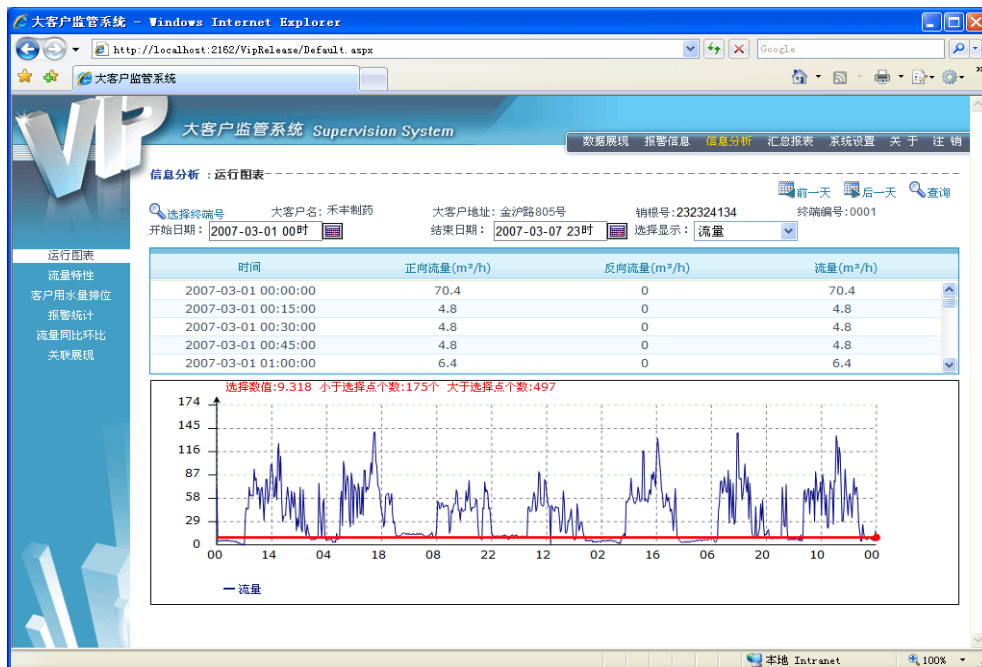 大客户监管系统 - Windows Internet Explorer
http://localhost:2162/VipRelease/Default.aspx
Google
大客户监管系统
VIP
大客户监管系统 Supervision System
数据展现 报警信息 信息分析 汇总报表 系统设置 关 于 注 销
信息分析 : 运行图表
前一天 后一天 查询
选择终端号 大客户名: 禾丰制药 大客户地址: 金沪路805号 销根号:232324134 终端编号:0001
开始日期: 2007-03-01 00时 结束日期: 2007-03-07 23时 选择显示: 流量
运行图表
流量特性
客户用水量排位
报警统计
流量同比环比
关联展现
时间 正向流量(m³/h) 反向流量(m³/h) 流量(m³/h)
2007-03-01 00:00:00 70.4 0 70.4
2007-03-01 00:15:00 4.8 0 4.8
2007-03-01 00:30:00 4.8 0 4.8
2007-03-01 00:45:00 4.8 0 4.8
2007-03-01 01:00:00 6.4 0 6.4
选择数值:9.318 小于选择点个数:175个 大于选择点个数:497
174
145
116
87
58
29
0
00 14 04 18 08 22 12 02 16 06 20 10 00
流量
本地 Intranet 100%